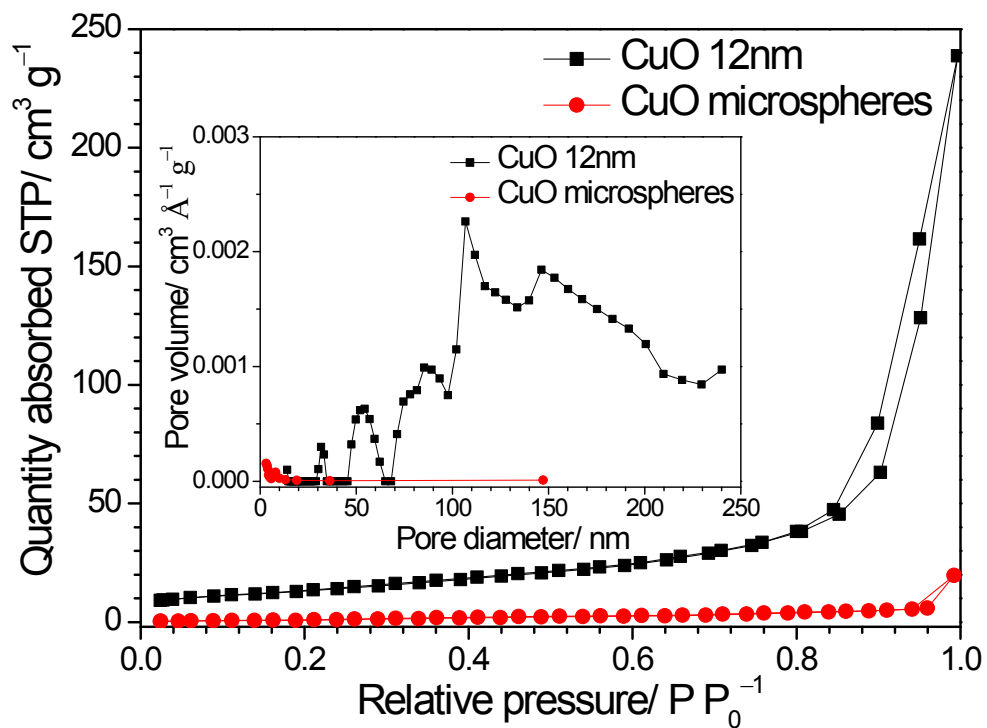 250
200
150
100
50
0
Quantity absorbed STP/ cm³ g⁻¹
CuO 12nm
CuO microspheres
0.003
0.002
0.001
0.000
Pore volume/ cm³ Å⁻¹ g⁻¹
CuO 12nm
CuO microspheres
0 50 100 150 200 250
Pore diameter/ nm
0.0 0.2 0.4 0.6 0.8 1.0
Relative pressure/ P P₀⁻¹